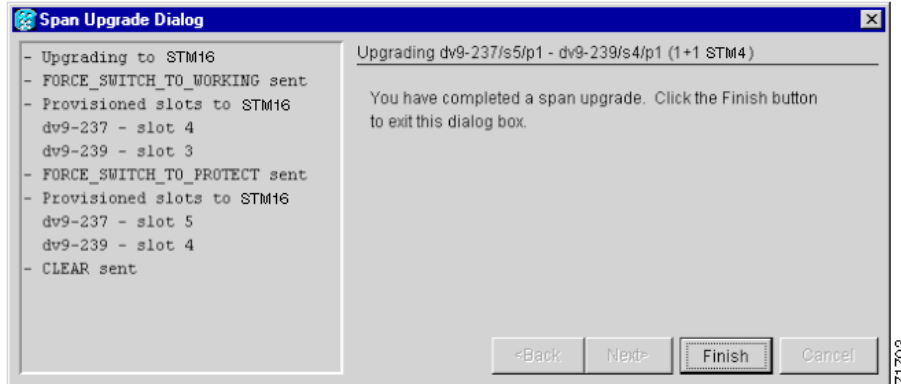 Span Upgrade Dialog
- Upgrading to STM16
- FORCE_SWITCH_TO_WORKING sent
- Provisioned slots to STM16
dv9-237 - slot 4
dv9-239 - slot 3
- FORCE_SWITCH_TO_PROTECT sent
- Provisioned slots to STM16
dv9-237 - slot 5
dv9-239 - slot 4
- CLEAR sent
Upgrading dv9-237/s5/p1 - dv9-239/s4/p1 (1+1 STM4)
You have completed a span upgrade. Click the Finish button
to exit this dialog box.
<Back
Next>
Finish
Cancel
71792